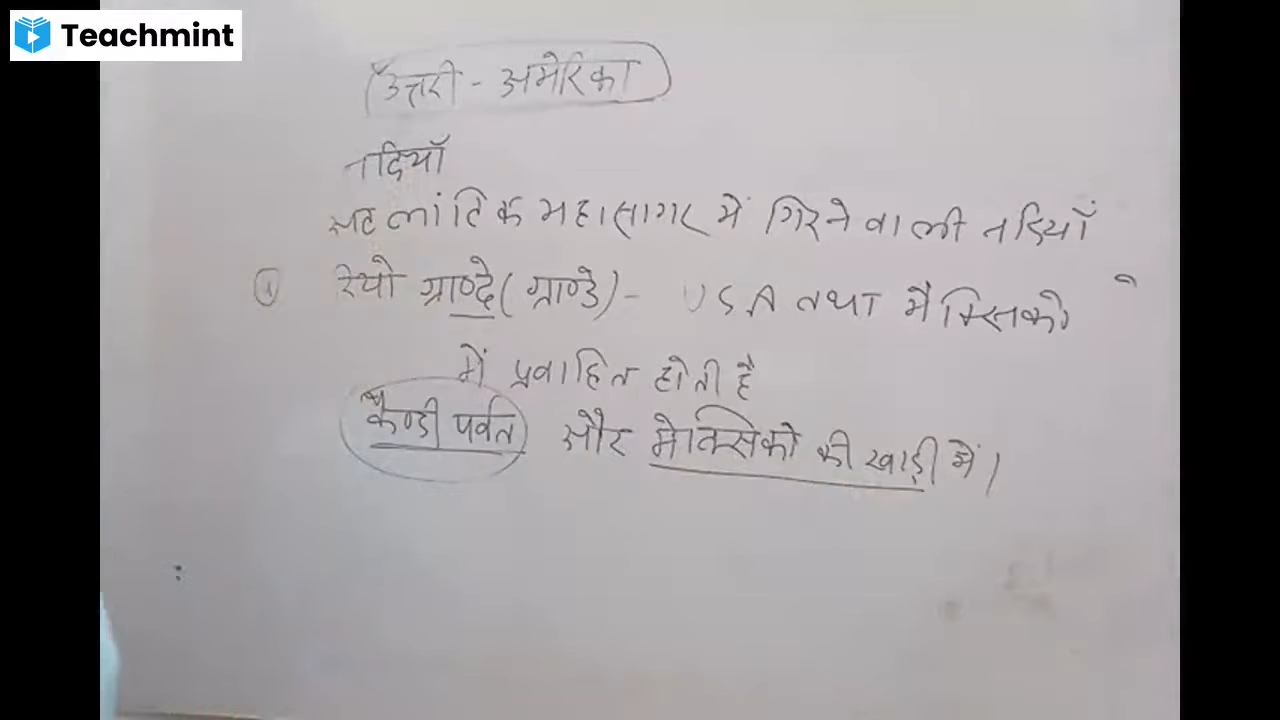 Teachmint
उत्तरी - अमेरिका
नदियाँ
अटलांटिक महासागर में गिरने वाली नदियाँ
① रियो ग्राण्दे (ग्राण्डे) - USA तथा मैक्सिको
में प्रवाहित होती है
कैण्डी पर्वत और मेक्सिको की खाड़ी में।